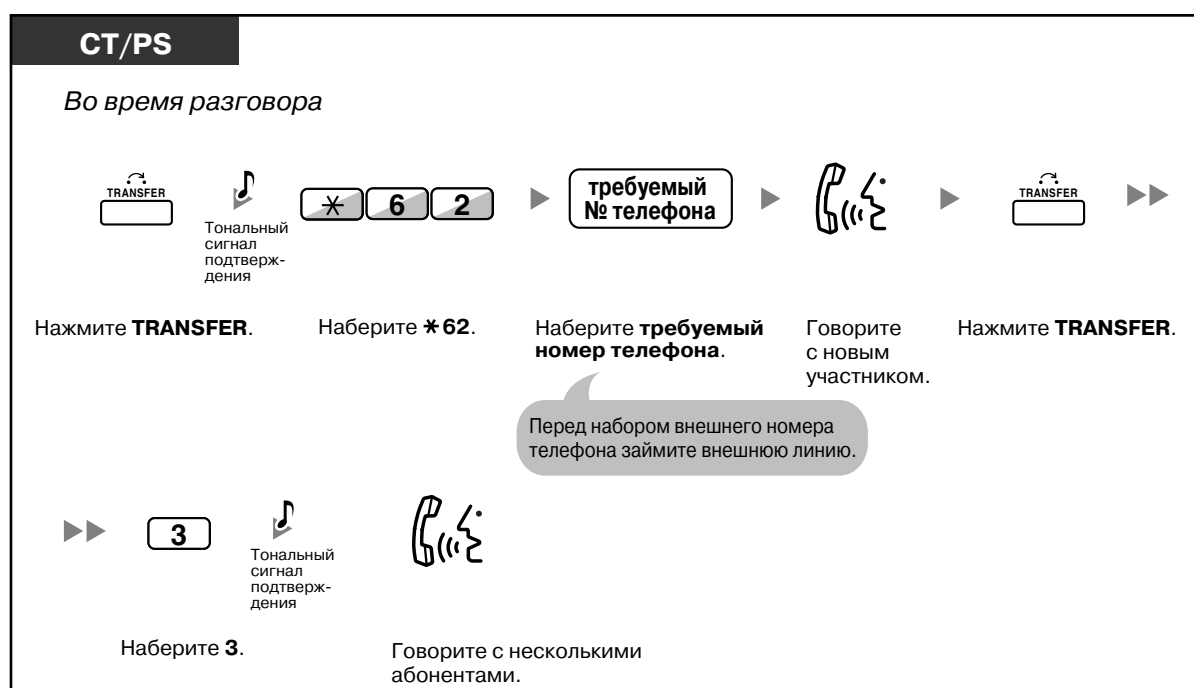 CT/PS
Во время разговора
TRANSFER
Тональный
сигнал
подтверж-
дения
* 6 2
требуемый
№ телефона
TRANSFER
Нажмите TRANSFER.
Наберите *62.
Наберите требуемый
номер телефона.
Говорите
с новым
участником.
Нажмите TRANSFER.
Перед набором внешнего номера
телефона займите внешнюю линию.
3
Тональный
сигнал
подтверж-
дения
Наберите 3.
Говорите с несколькими
абонентами.